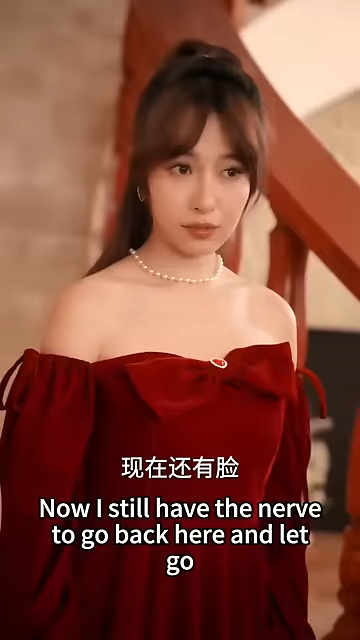 现在还有脸
Now I still have the nerve
to go back here and let
go